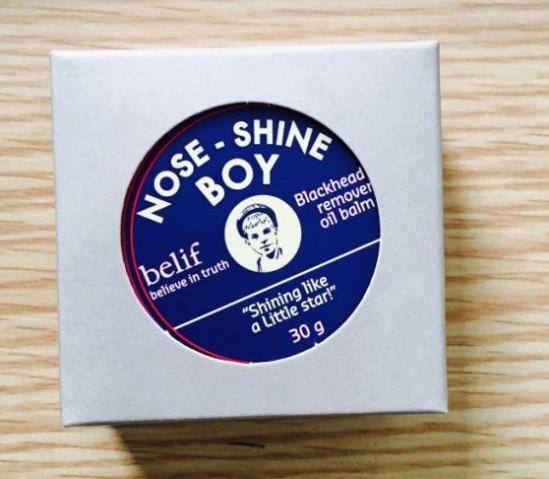 NOSE - SHINE
BOY
Blackhead
remover
oil balm
belif
believe in truth
"Shining like
a Little star!"
30 g